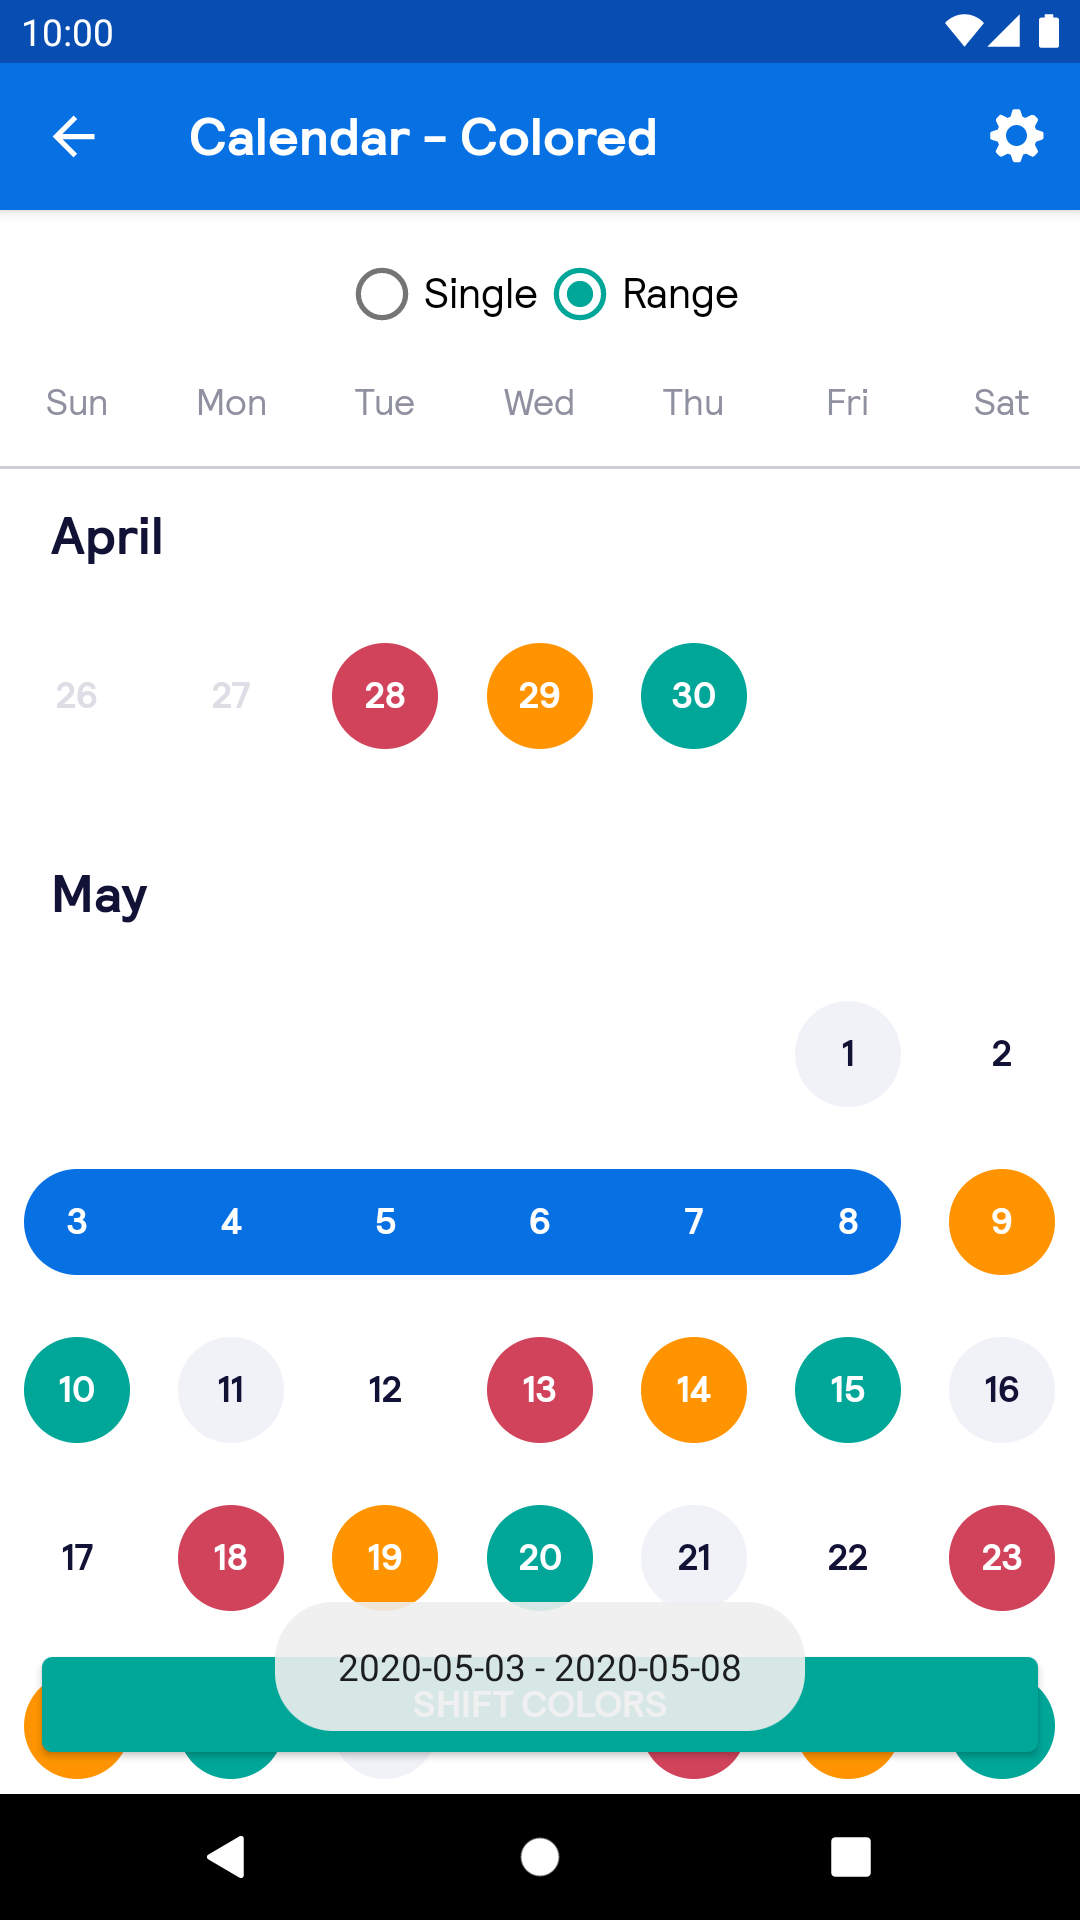 10:00
Calendar – Colored
Single Range
Sun Mon Tue Wed Thu Fri Sat
April
26 27 28 29 30
May
1 2
3 4 5 6 7 8 9
10 11 12 13 14 15 16
17 18 19 20 21 22 23
2020-05-03 - 2020-05-08
SHIFT COLORS